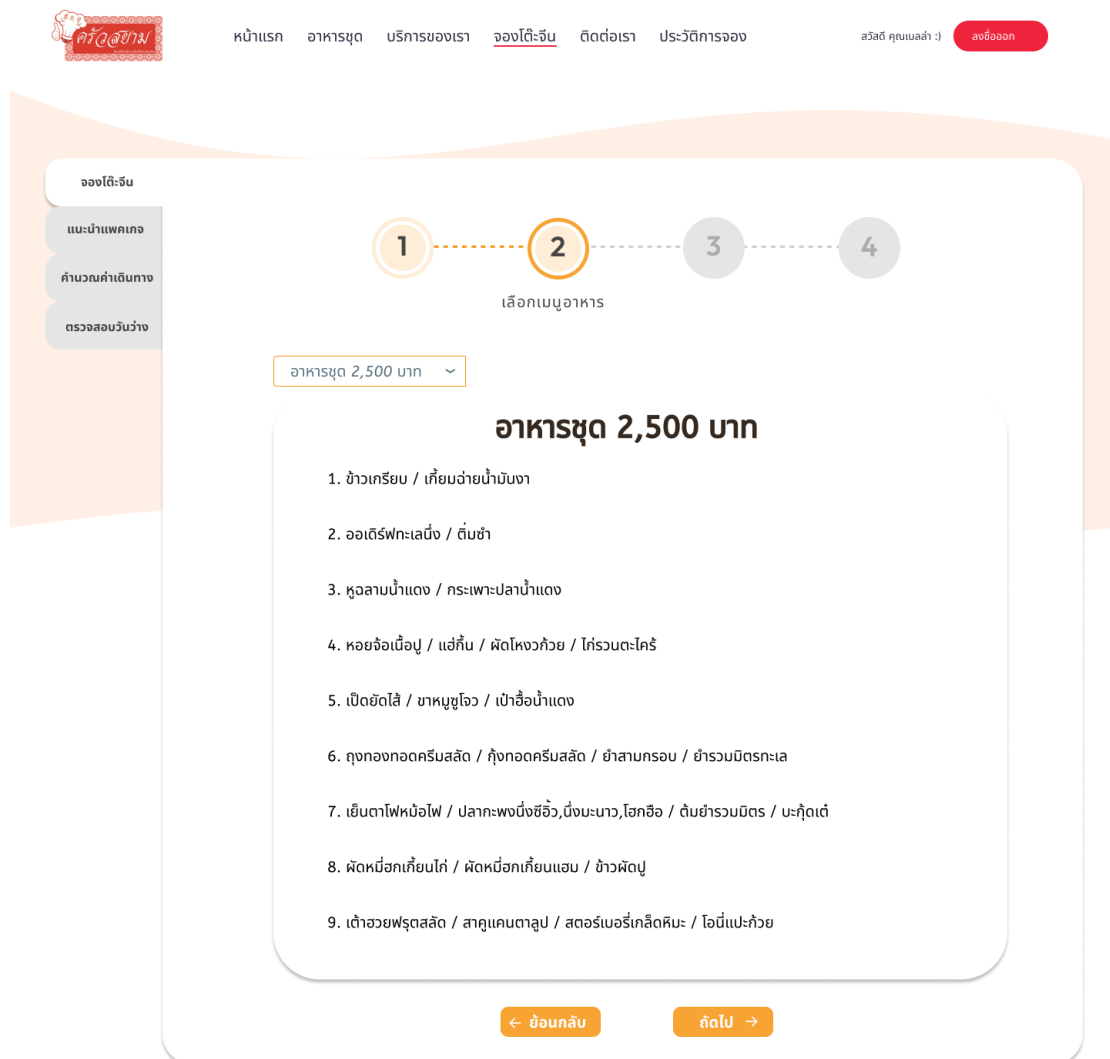 ครัวสยาม
หน้าแรก อาหารชุด บริการของเรา จองโต๊ะจีน ติดต่อเรา ประวัติการจอง สวัสดี คุณเบลล่า :) ลงชื่อออก
จองโต๊ะจีน
แนะนำแพคเกจ
คำนวณค่าเดินทาง
ตรวจสอบวันว่าง
1 2 3 4
เลือกเมนูอาหาร
อาหารชุด 2,500 บาท
อาหารชุด 2,500 บาท
1. ข้าวเกรียบ / เกี้ยมฉ่ายน้ำมันงา
2. ออเดิร์ฟทะเลนึ่ง / ติ่มซำ
3. หูฉลามน้ำแดง / กระเพาะปลาน้ำแดง
4. หอยจ้อเนื้อปู / แฮ่กึ้น / ผัดโหงวก้วย / ไก่รวนตะไคร้
5. เป็ดยัดไส้ / ขาหมูซูโจว / เป๋าฮื้อน้ำแดง
6. ถุงทองทอดครีมสลัด / กุ้งทอดครีมสลัด / ยำสามกรอบ / ยำรวมมิตรทะเล
7. เย็นตาโฟหม้อไฟ / ปลากะพงนึ่งซีอิ้ว,นึ่งมะนาว,โฮกฮือ / ต้มยำรวมมิตร / บะกุ้ดเต๋
8. ผัดหมี่ฮกเกี้ยนไก่ / ผัดหมี่ฮกเกี้ยนแฮม / ข้าวผัดปู
9. เต้าฮวยฟรุตสลัด / สาคูแคนตาลูป / สตอร์เบอรี่เกล็ดหิมะ / โอนี่แปะก้วย
← ย้อนกลับ ถัดไป →